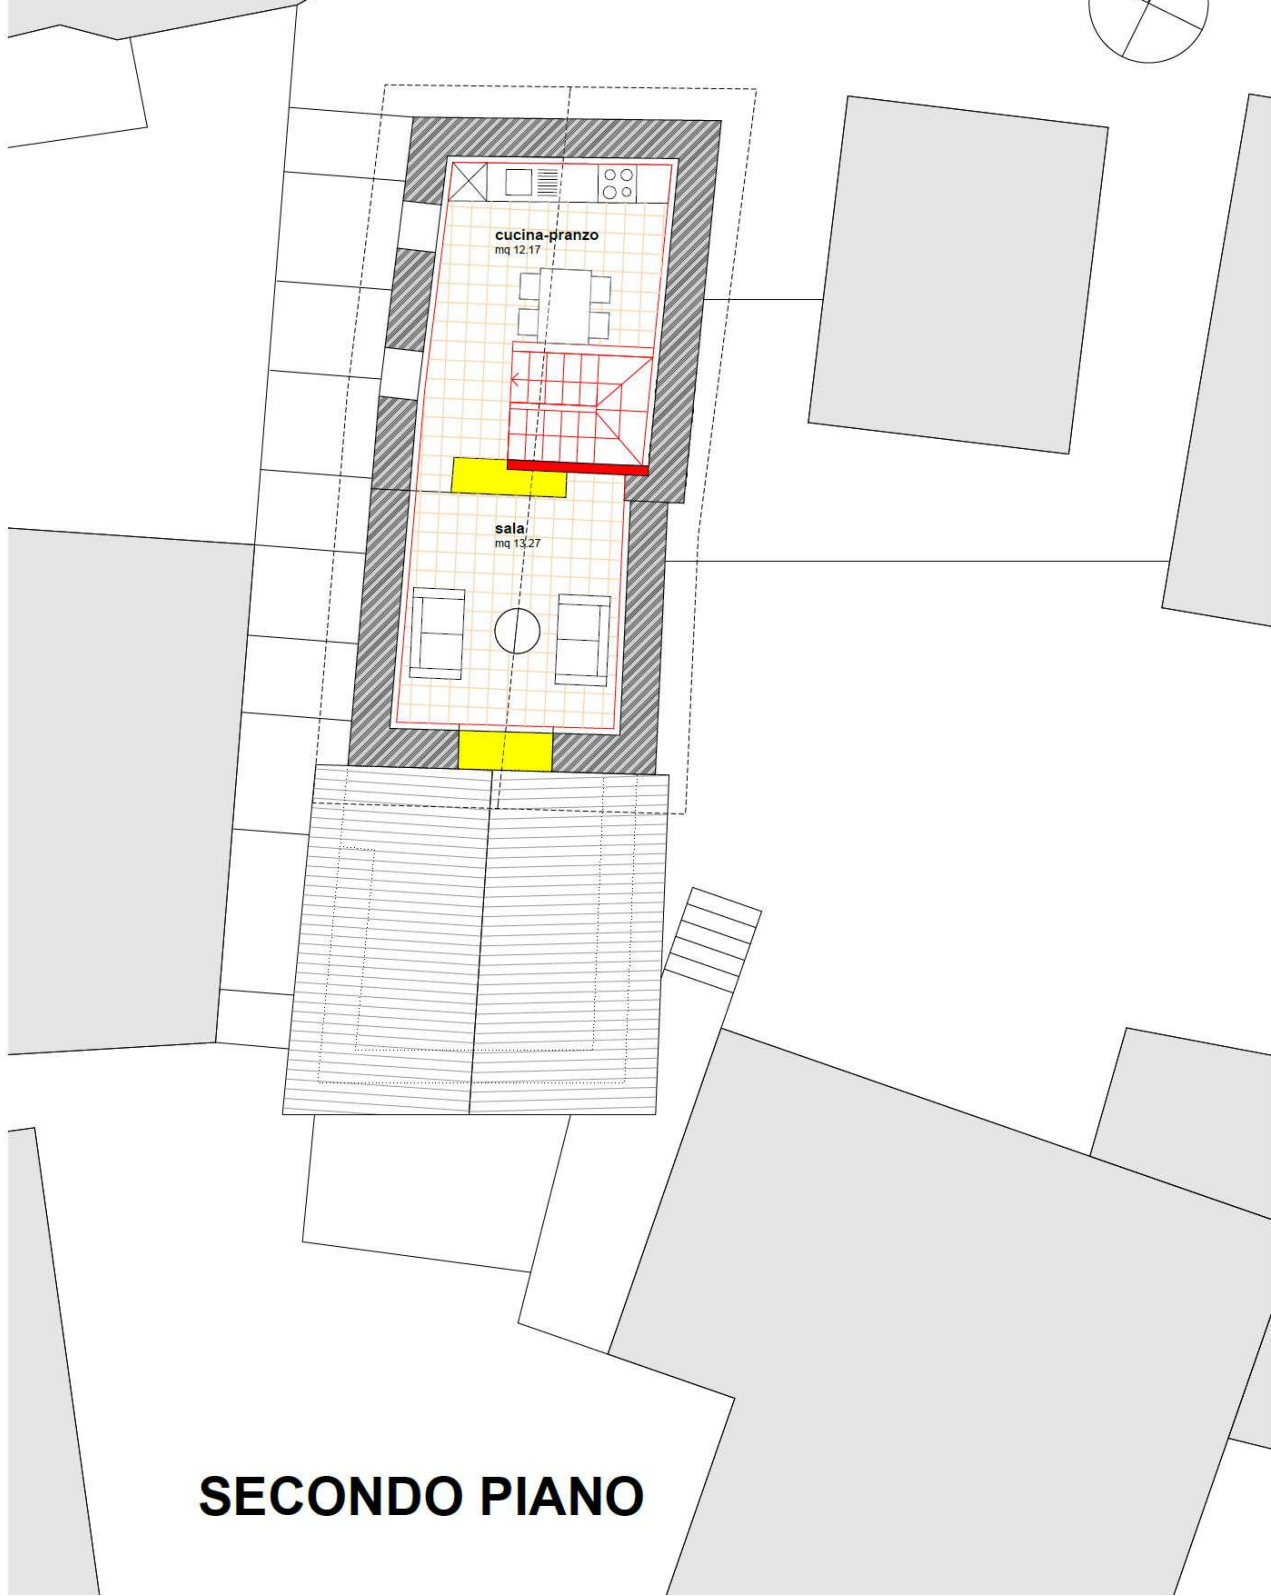 cucina-pranzo
mq 12.17
sala
mq 13.27
SECONDO PIANO